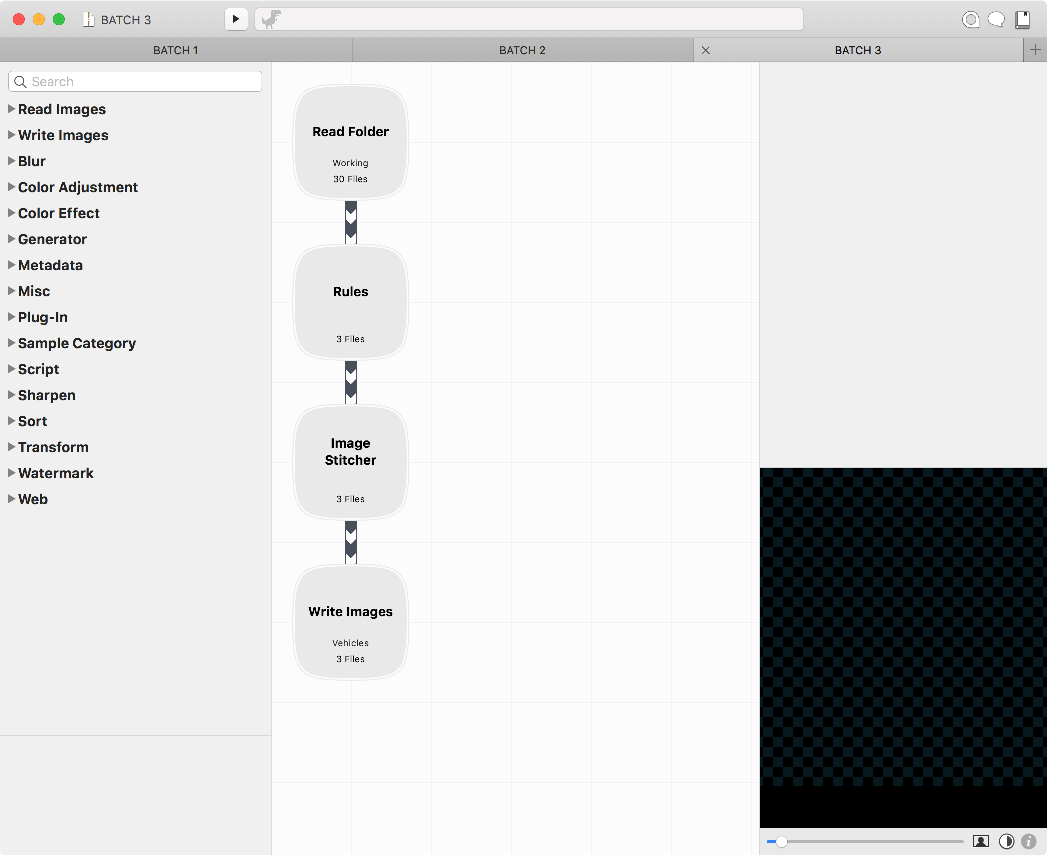 BATCH 3
BATCH 1
BATCH 2
BATCH 3
Search
Read Images
Write Images
Blur
Color Adjustment
Color Effect
Generator
Metadata
Misc
Plug-In
Sample Category
Script
Sharpen
Sort
Transform
Watermark
Web
Read Folder
Working
30 Files
Rules
3 Files
Image
Stitcher
3 Files
Write Images
Vehicles
3 Files